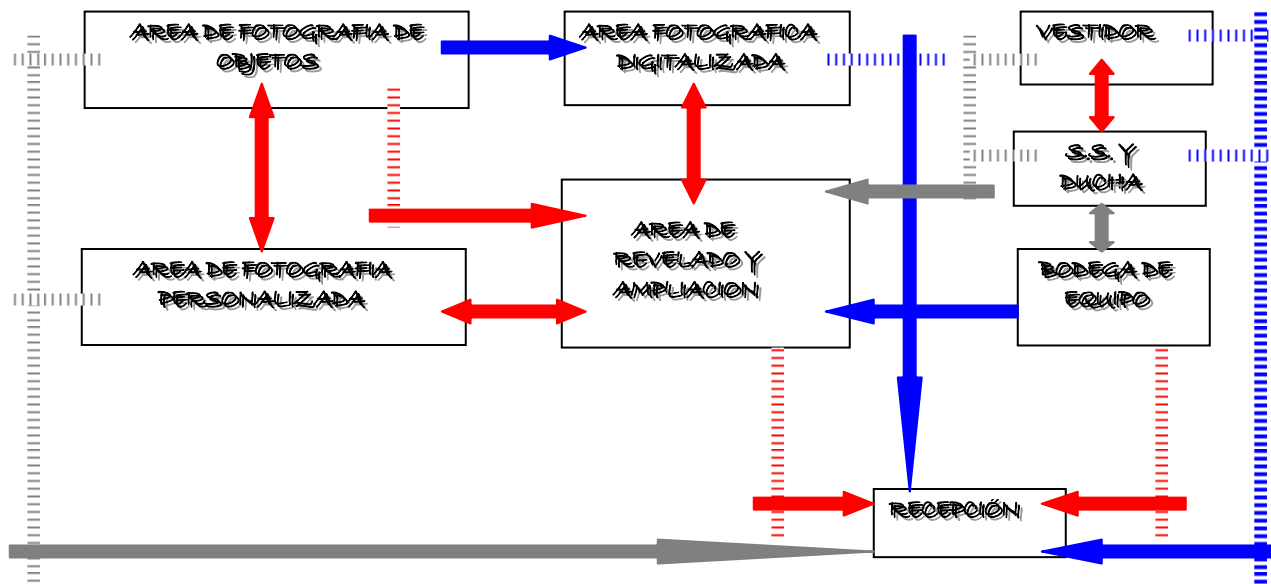 AREA DE FOTOGRAFIA DE
OBJETOS
AREA FOTOGRAFICA
DIGITALIZADA
VESTIDOR
S.S. Y
DUCHA
AREA DE
REVELADO Y
AMPLIACION
AREA DE FOTOGRAFIA
PERSONALIZADA
BODEGA DE
EQUIPO
RECEPCIÓN